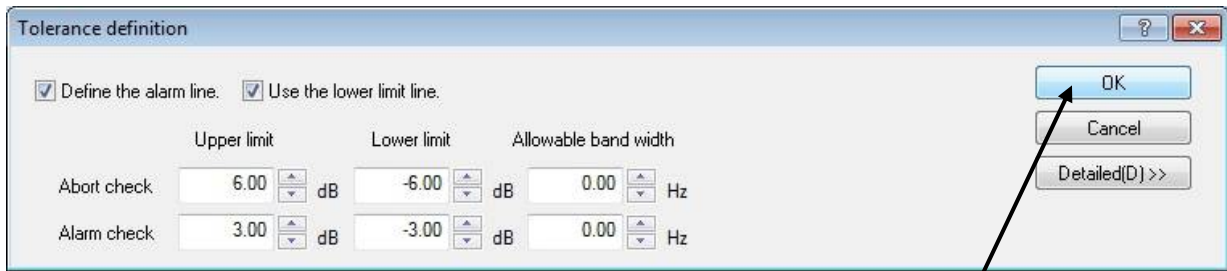 Tolerance definition
Define the alarm line. Use the lower limit line.
OK
Upper limit Lower limit Allowable band width
Cancel
Abort check 6.00 dB -6.00 dB 0.00 Hz
Detailed(D) >>
Alarm check 3.00 dB -3.00 dB 0.00 Hz